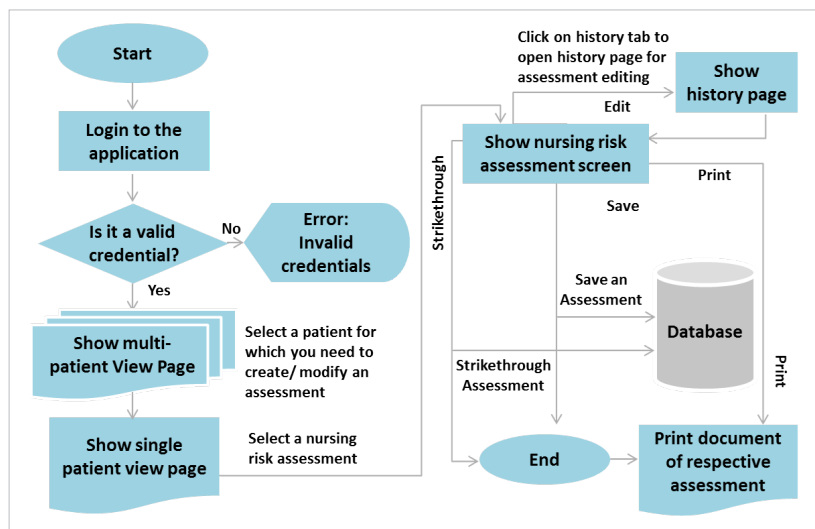 Start
Login to the
application
Is it a valid
credential?
No
Error:
Invalid
credentials
Yes
Show multi-
patient View Page
Select a patient for
which you need to
create/ modify an
assessment
Show single
patient view page
Select a nursing
risk assessment
Click on history tab to
open history page for
assessment editing
Edit
Show
history page
Show nursing risk
assessment screen
Strikethrough
Print
Save
Save an
Assessment
Database
Strikethrough
Assessment
Print
End
Print document
of respective
assessment